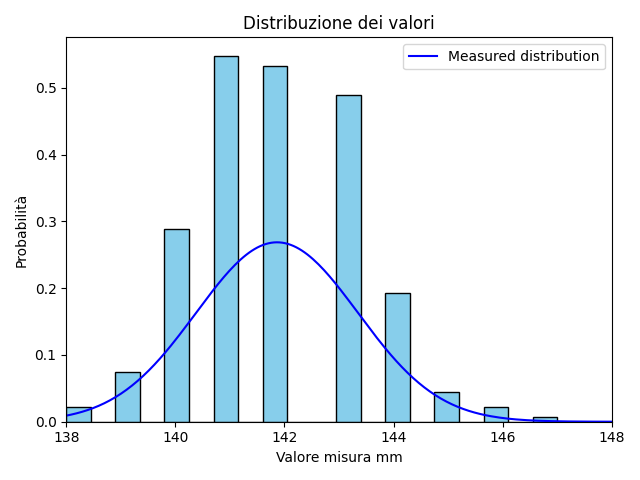 Distribuzione dei valori
Measured distribution
Probabilità
0.5
0.4
0.3
0.2
0.1
0.0
138 140 142 144 146 148
Valore misura mm